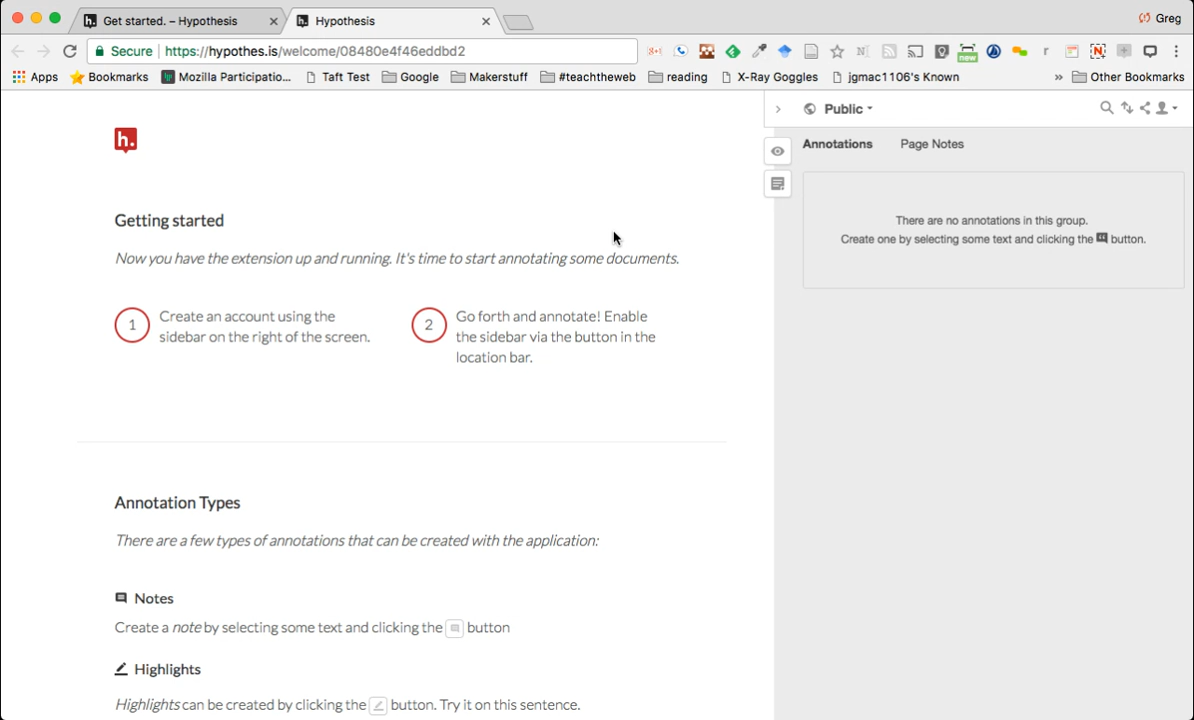 Get started. – Hypothesis
Hypothesis
Greg
Secure https://hypothes.is/welcome/08480e4f46eddbd2
new
Apps Bookmarks Mozilla Participatio... Taft Test Google Makerstuff #teachtheweb reading X-Ray Goggles jgmac1106's Known » Other Bookmarks
h.
Public
Annotations Page Notes
There are no annotations in this group.
Create one by selecting some text and clicking the button.
Getting started
Now you have the extension up and running. It's time to start annotating some documents.
1
Create an account using the
sidebar on the right of the screen.
2
Go forth and annotate! Enable
the sidebar via the button in the
location bar.
Annotation Types
There are a few types of annotations that can be created with the application:
Notes
Create a note by selecting some text and clicking the button
Highlights
Highlights can be created by clicking the button. Try it on this sentence.